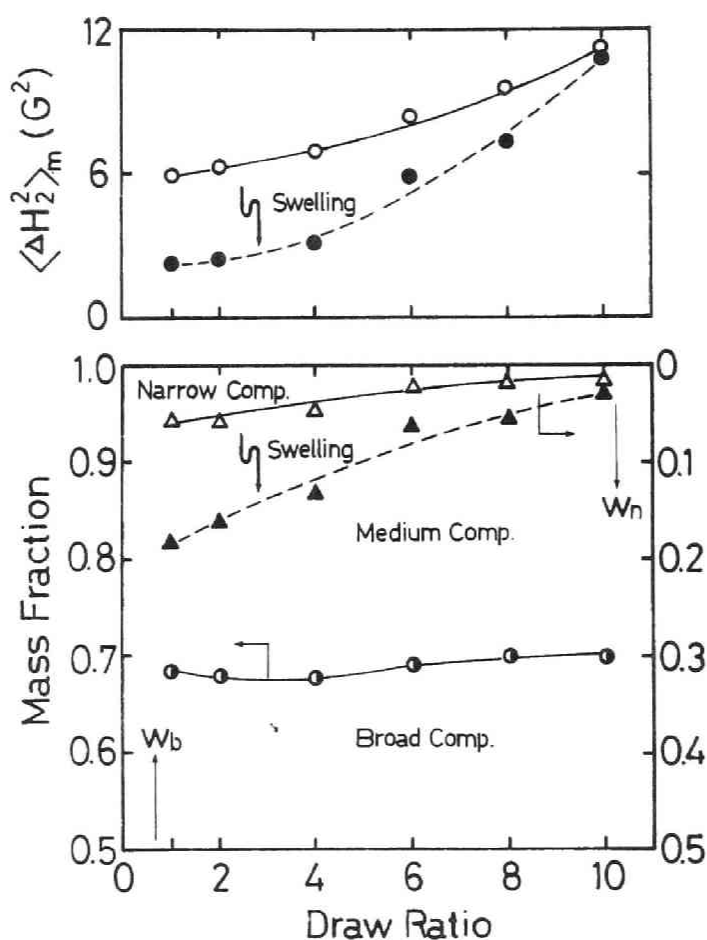 12
⟨ΔH₂²⟩m (G²)
6
Swelling
0
1.0
0
Narrow Comp.
Swelling
0.9
0.1
Wn
Medium Comp.
0.8
0.2
Mass Fraction
0.7
0.3
Wb
Broad Comp.
0.6
0.4
0.5
0.5
0 2 4 6 8 10
Draw Ratio